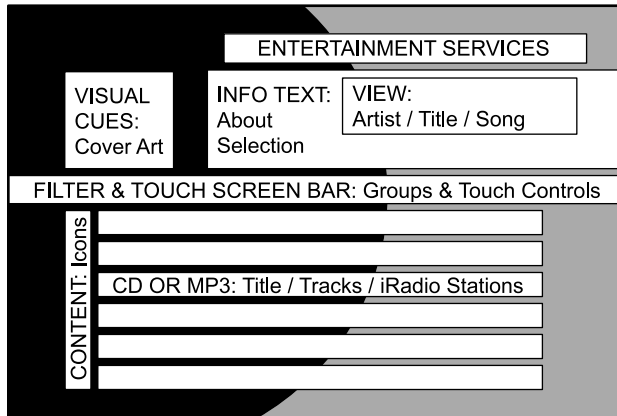 ENTERTAINMENT SERVICES
VISUAL
CUES:
Cover Art
INFO TEXT:
About
Selection
VIEW:
Artist / Title / Song
FILTER & TOUCH SCREEN BAR: Groups & Touch Controls
CONTENT: Icons
CD OR MP3: Title / Tracks / iRadio Stations